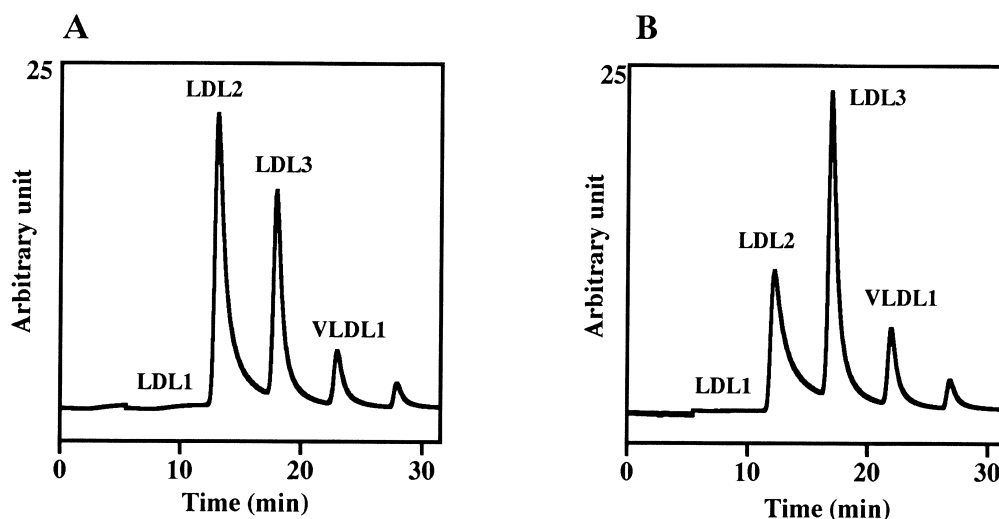 A
25
LDL2
LDL3
VLDL1
LDL1
Arbitrary unit
0 10 20 30
Time (min)
B
25
LDL3
LDL2
VLDL1
LDL1
Arbitrary unit
0 10 20 30
Time (min)